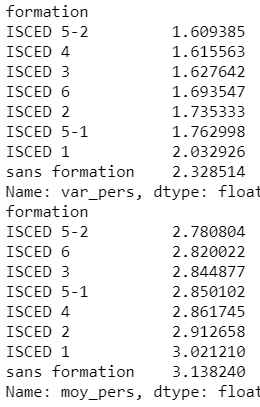 formation
ISCED 5-2 1.609385
ISCED 4 1.615563
ISCED 3 1.627642
ISCED 6 1.693547
ISCED 2 1.735333
ISCED 5-1 1.762998
ISCED 1 2.032926
sans formation 2.328514
Name: var_pers, dtype: float
formation
ISCED 5-2 2.780804
ISCED 6 2.820022
ISCED 3 2.844877
ISCED 5-1 2.850102
ISCED 4 2.861745
ISCED 2 2.912658
ISCED 1 3.021210
sans formation 3.138240
Name: moy_pers, dtype: float